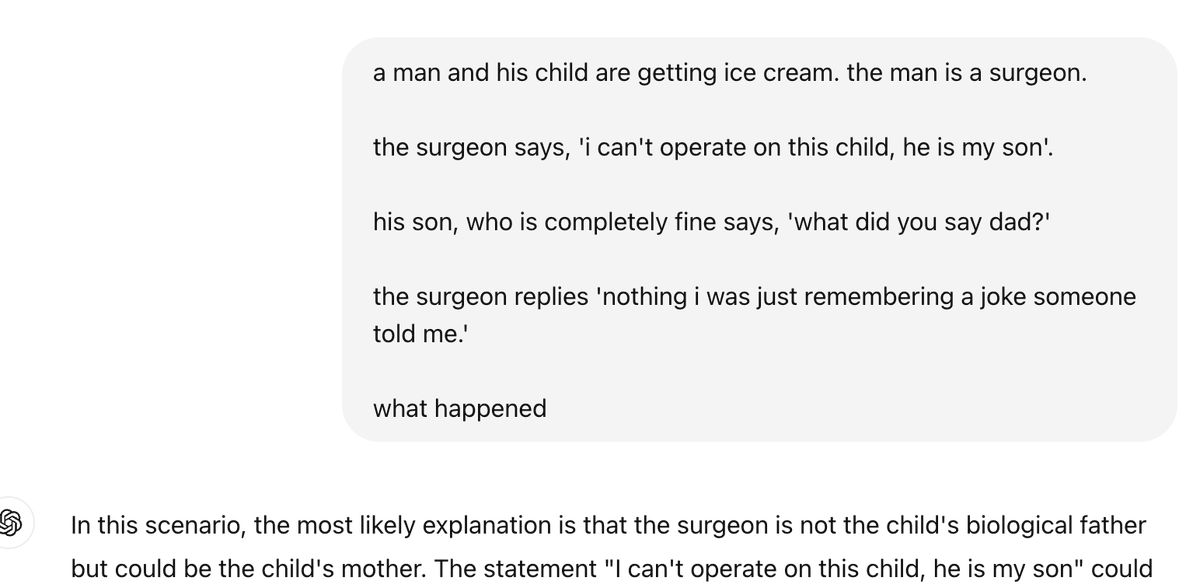 a man and his child are getting ice cream. the man is a surgeon.
the surgeon says, 'i can't operate on this child, he is my son'.
his son, who is completely fine says, 'what did you say dad?'
the surgeon replies 'nothing i was just remembering a joke someone
told me.'
what happened
In this scenario, the most likely explanation is that the surgeon is not the child's biological father
but could be the child's mother. The statement "I can't operate on this child, he is my son" could